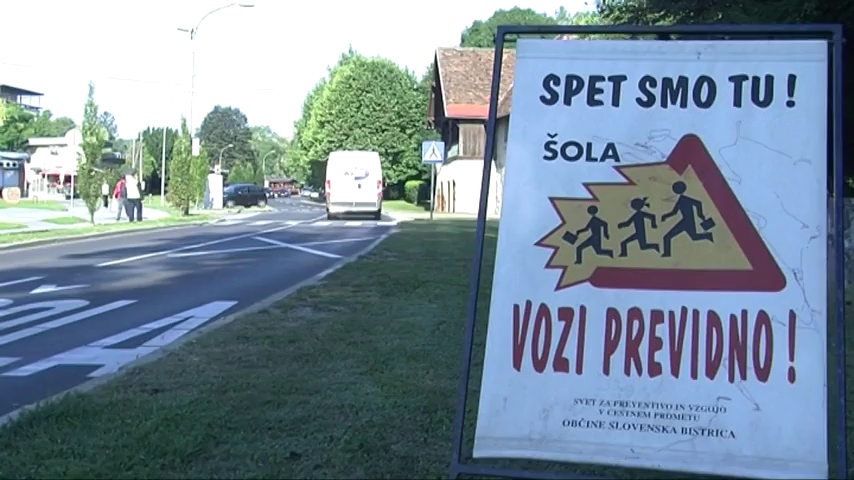 SPET SMO TU!
ŠOLA
VOZI PREVIDNO!
SVET ZA PREVENTIVO IN VZGOJO
V CESTNEM PROMETU
OBČINE SLOVENSKA BISTRICA